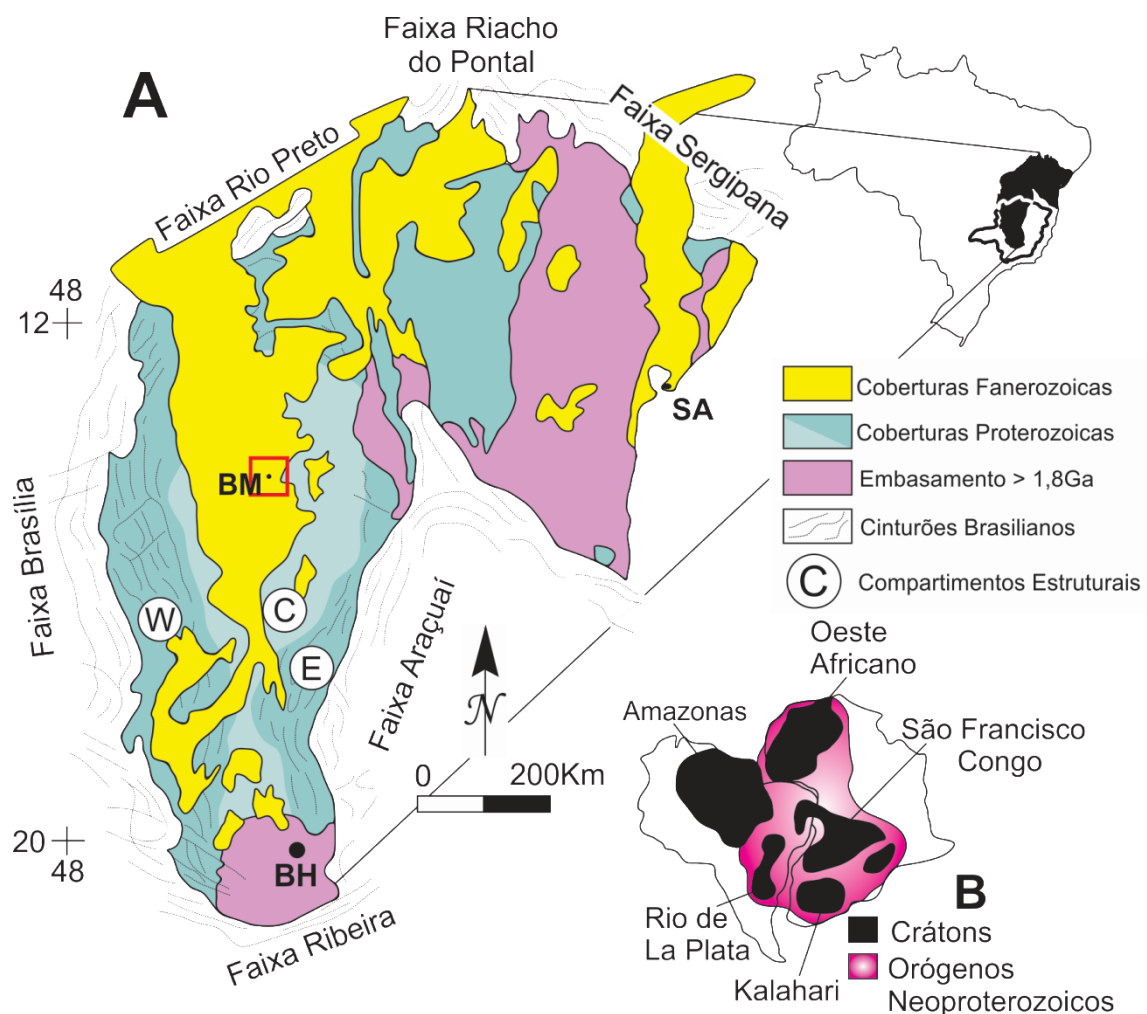 A
Faixa Riacho
do Pontal
Faixa Rio Preto
Faixa Sergipana
48
12
SA
BM
Faixa Brasília
W
C
E
Faixa Araçuaí
N
0 200Km
20
48
BH
Faixa Ribeira
Coberturas Fanerozoicas
Coberturas Proterozoicas
Embasamento > 1,8Ga
Cinturões Brasilianos
C Compartimentos Estruturais
Oeste
Africano
Amazonas
São Francisco
Congo
Rio de
La Plata
Kalahari
B
Crátons
Orógenos
Neoproterozoicos